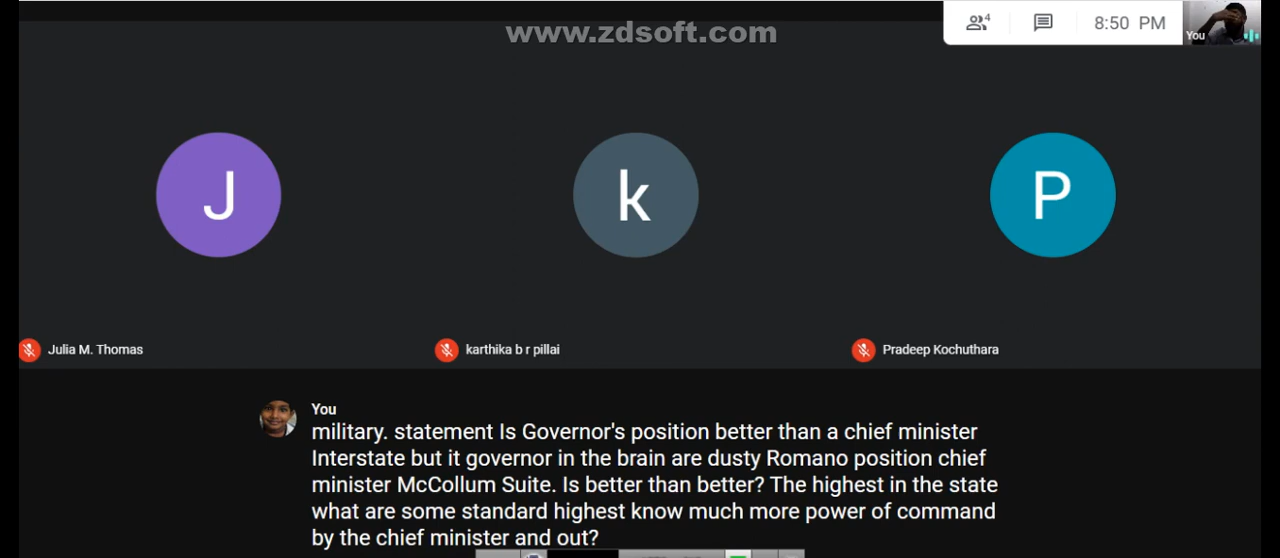 www.zdsoft.com
4
8:50 PM
You
J
k
P
Julia M. Thomas
karthika b r pillai
Pradeep Kochuthara
You
military. statement Is Governor's position better than a chief minister
Interstate but it governor in the brain are dusty Romano position chief
minister McCollum Suite. Is better than better? The highest in the state
what are some standard highest know much more power of command
by the chief minister and out?